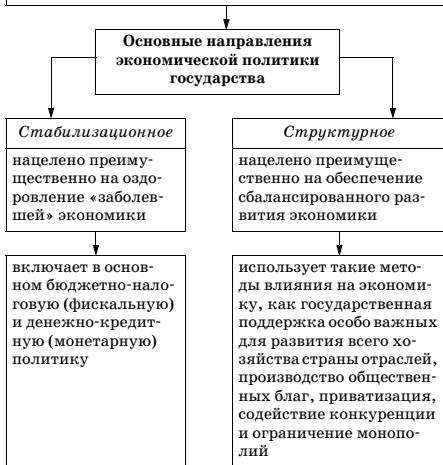 Основные направления
экономической политики
государства
Стабилизационное
нацелено преиму-
щественно на оздо-
ровление «заболев-
шей» экономики
включает в основ-
ном бюджетно-нало-
говую (фискальную)
и денежно-кредит-
ную (монетарную)
политику
Структурное
нацелено преимуще-
ственно на обеспечение
сбалансированного раз-
вития экономики
использует такие мето-
ды влияния на экономи-
ку, как государственная
поддержка особо важных
для развития всего хо-
зяйства страны отраслей,
производство обществен-
ных благ, приватизация,
содействие конкуренции
и ограничение монопо-
лий